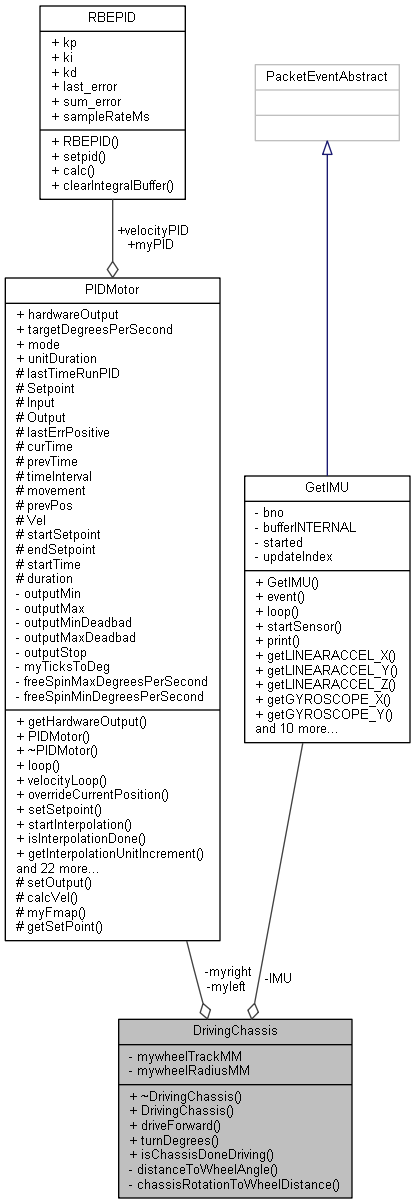 RBEPID
+ kp
+ ki
+ kd
+ last_error
+ sum_error
+ sampleRateMs
+ RBEPID()
+ setpid()
+ calc()
+ clearIntegralBuffer()
PacketEventAbstract
+velocityPID
+myPID
PIDMotor
+ hardwareOutput
+ targetDegreesPerSecond
+ mode
+ unitDuration
# lastTimeRunPID
# Setpoint
# Input
# Output
# lastErrPositive
# curTime
# prevTime
# timeInterval
# movement
# prevPos
# Vel
# startSetpoint
# endSetpoint
# startTime
# duration
- outputMin
- outputMax
- outputMinDeadbad
- outputMaxDeadbad
- outputStop
- myTicksToDeg
- freeSpinMaxDegreesPerSecond
- freeSpinMinDegreesPerSecond
+ getHardwareOutput()
+ PIDMotor()
+ ~PIDMotor()
+ loop()
+ velocityLoop()
+ overrideCurrentPosition()
+ setSetpoint()
+ startInterpolation()
+ isInterpolationDone()
+ getInterpolationUnitIncrement()
and 22 more...
# setOutput()
# calcVel()
# myFmap()
# getSetPoint()
GetIMU
- bno
- bufferINTERNAL
- started
- updateIndex
+ GetIMU()
+ event()
+ loop()
+ startSensor()
+ print()
+ getLINEARACCEL_X()
+ getLINEARACCEL_Y()
+ getLINEARACCEL_Z()
+ getGYROSCOPE_X()
+ getGYROSCOPE_Y()
and 10 more...
-myright
-myleft
-IMU
DrivingChassis
- mywheelTrackMM
- mywheelRadiusMM
+ ~DrivingChassis()
+ DrivingChassis()
+ driveForward()
+ turnDegrees()
+ isChassisDoneDriving()
- distanceToWheelAngle()
- chassisRotationToWheelDistance()